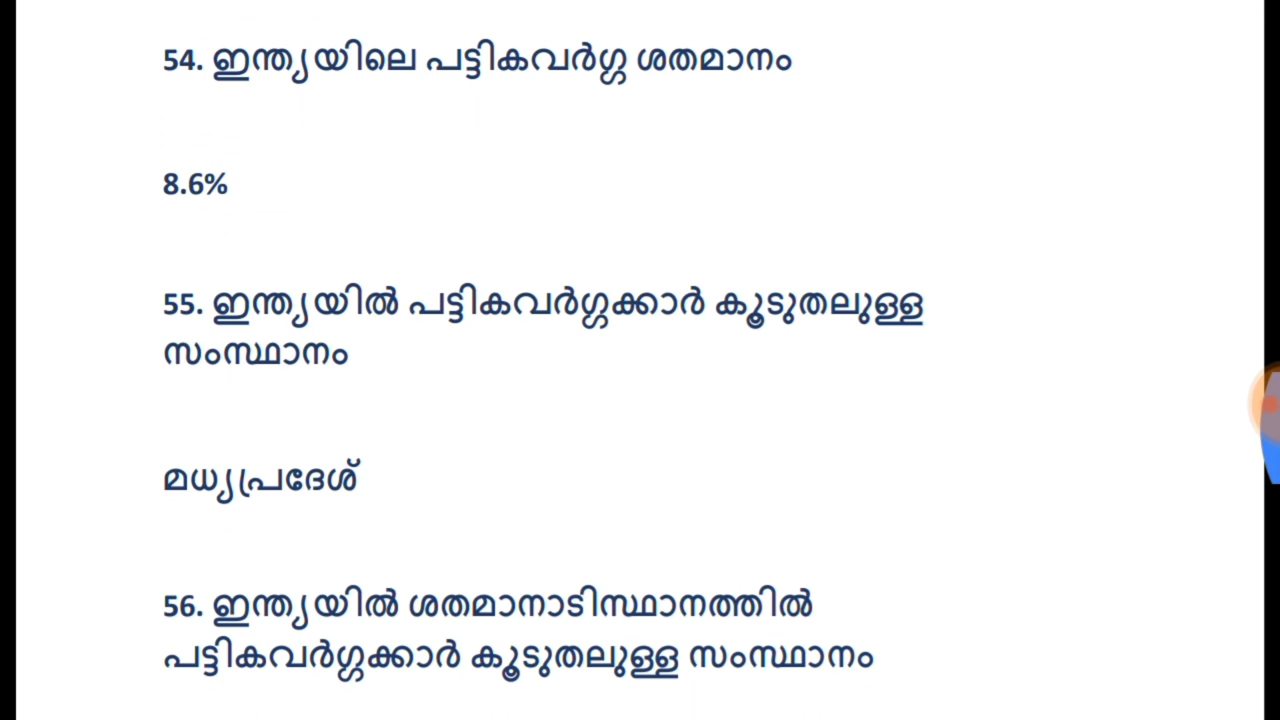 54. ഇന്ത്യയിലെ പട്ടികവർഗ്ഗ ശതമാനം
8.6%
55. ഇന്ത്യയിൽ പട്ടികവർഗ്ഗക്കാർ കൂടുതലുള്ള
സംസ്ഥാനം
മധ്യപ്രദേശ്
56. ഇന്ത്യയിൽ ശതമാനാടിസ്ഥാനത്തിൽ
പട്ടികവർഗ്ഗക്കാർ കൂടുതലുള്ള സംസ്ഥാനം